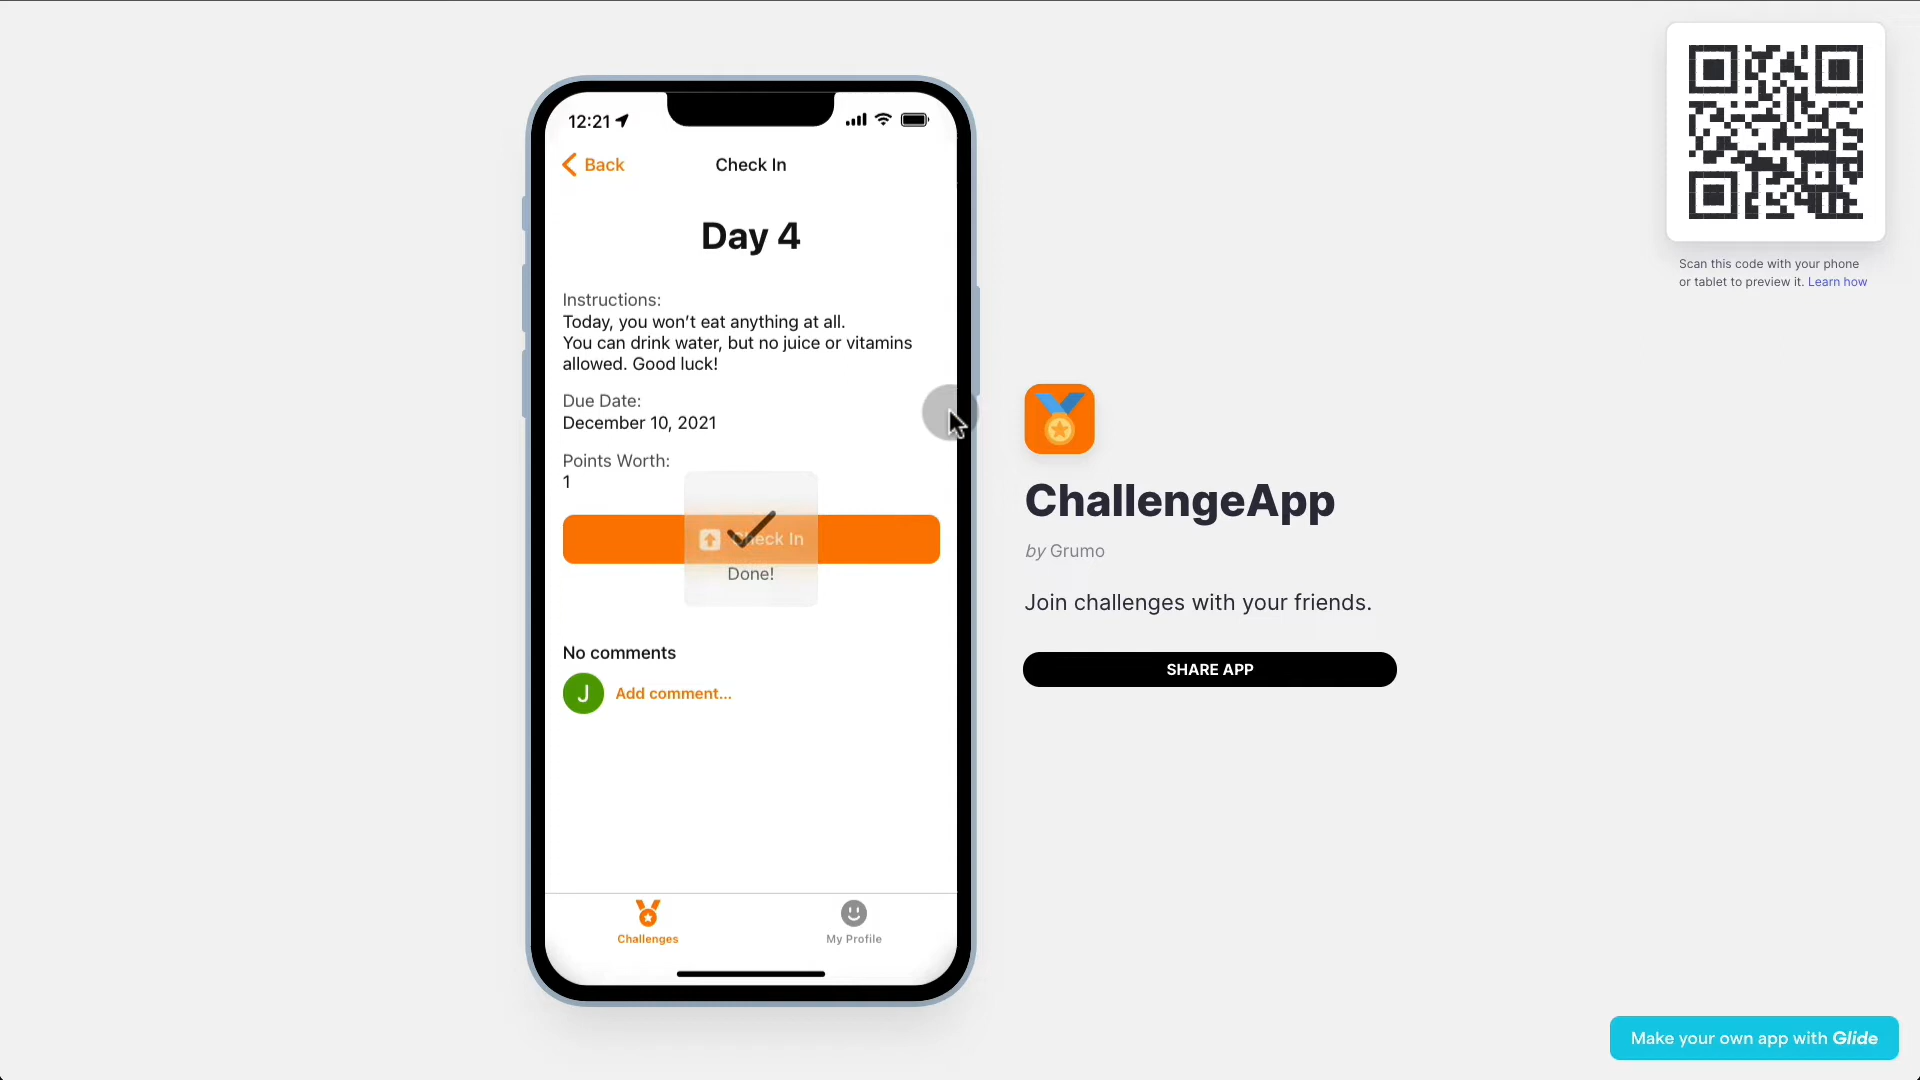 12:21
Back
Check In
Day 4
Instructions:
Today, you won’t eat anything at all.
You can drink water, but no juice or vitamins
allowed. Good luck!
Due Date:
December 10, 2021
Points Worth:
1
Check In
Done!
No comments
J
Add comment...
Challenges
My Profile
Scan this code with your phone
or tablet to preview it. Learn how
ChallengeApp
by Grumo
Join challenges with your friends.
SHARE APP
Make your own app with Glide